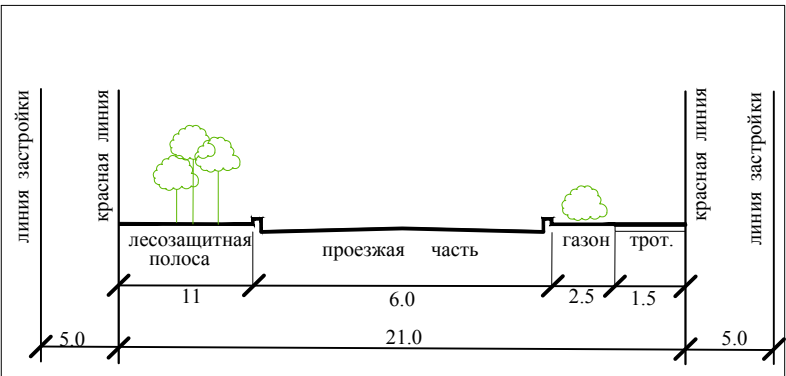 линия застройки
красная линия
красная линия
линия застройки
лесозащитная
полоса
проезжая часть
газон
трот.
11
6.0
2.5
1.5
5.0
21.0
5.0